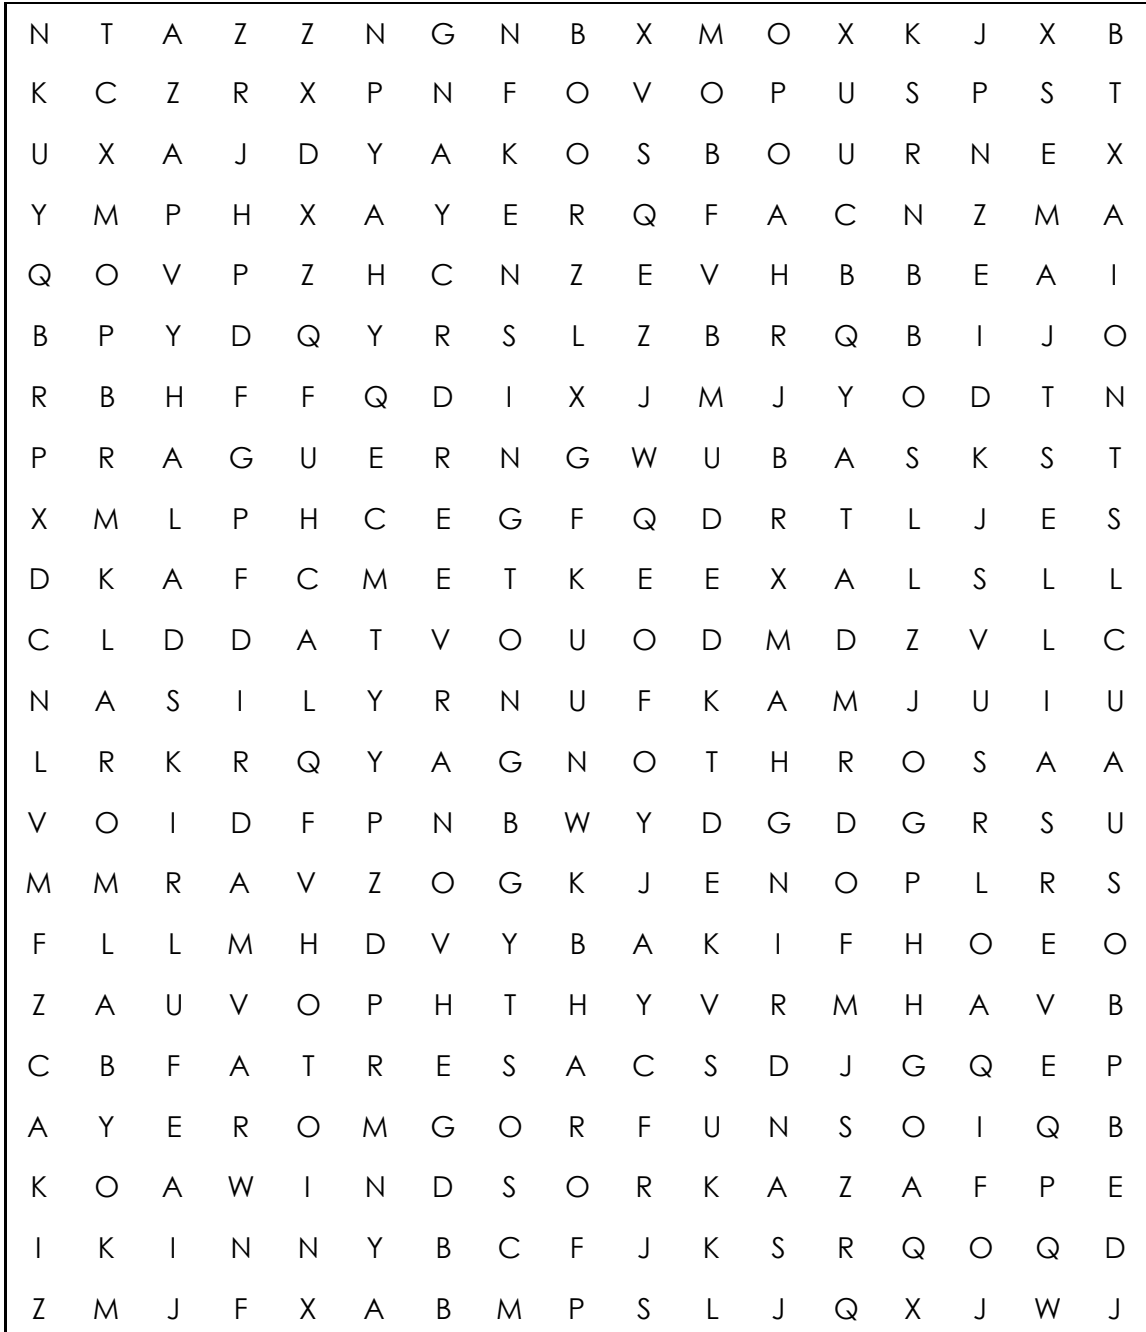 N T A Z Z N G N B X M O X K J X B
K C Z R X P N F O V O P U S P S T
U X A J D Y A K O S B O U R N E X
Y M P H X A Y E R Q F A C N Z M A
Q O V P Z H C N Z E V H B B E A I
B P Y D Q Y R S L Z B R Q B I J O
R B H F F Q D I X J M J Y O D T N
P R A G U E R N G W U B A S K S T
X M L P H C E G F Q D R T L J E S
D K A F C M E T K E E X A L S L L
C L D D A T V O U O D M D Z V L C
N A S I L Y R N U F K A M J U I U
L R K R Q Y A G N O T H R O S A A
V O I D F P N B W Y D G D G R S U
M M R A V Z O G K J E N O P L R S
F L L M H D V Y B A K I F H O E O
Z A U V O P H T H Y V R M H A V B
C B F A T R E S A C S D J G Q E P
A Y E R O M G O R F U N S O I Q B
K O A W I N D S O R K A Z A F P E
I K I N N Y B C F J K S R Q O Q D
Z M J F X A B M P S L J Q X J W J